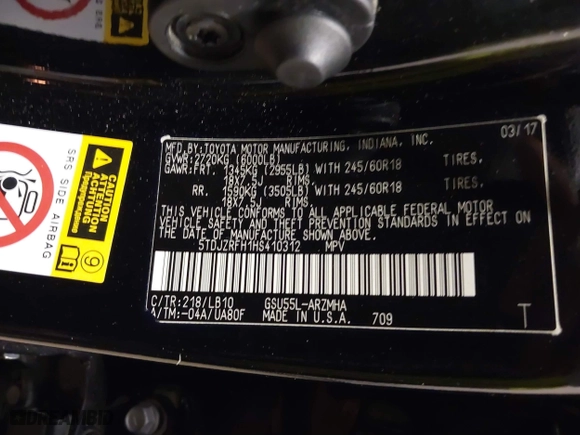 MFD. BY: TOYOTA MOTOR MANUFACTURING, INDIANA, INC. 03/17
GVWR: 2720KG (6000LB)
GAWR: FRT. 1345KG (2955LB) WITH 245/60R18 TIRES.
18X7.5J RIMS
RR. 1590KG (3505LB) WITH 245/60R18 TIRES.
18X7.5J RIMS
THIS VEHICLE CONFORMS TO ALL APPLICABLE FEDERAL MOTOR
VEHICLE SAFETY AND THEFT PREVENTION STANDARDS IN EFFECT ON
THE DATE OF MANUFACTURE SHOWN ABOVE.
5TDJZRFH1HS410312 MPV
C/TR: 218/LB10 GSU55L-ARZMHA
A/TM: -04A/UA80F MADE IN U.S.A. 709 T
SRS SIDE AIRBAG
CAUTION
ATTENTION
ACHTUNG
9